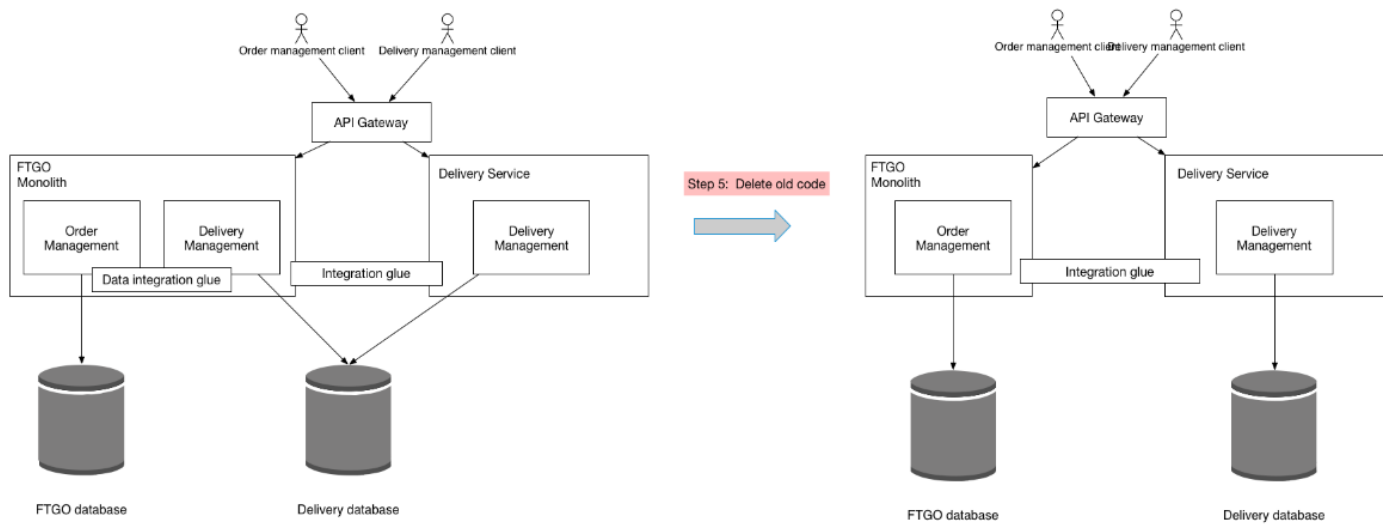 Order management client
Delivery management client
API Gateway
FTGO
Monolith
Delivery Service
Order
Management
Delivery
Management
Delivery
Management
Data integration glue
Integration glue
FTGO database
Delivery database
Step 5: Delete old code
Order management client
Delivery management client
API Gateway
FTGO
Monolith
Delivery Service
Order
Management
Delivery
Management
Integration glue
FTGO database
Delivery database